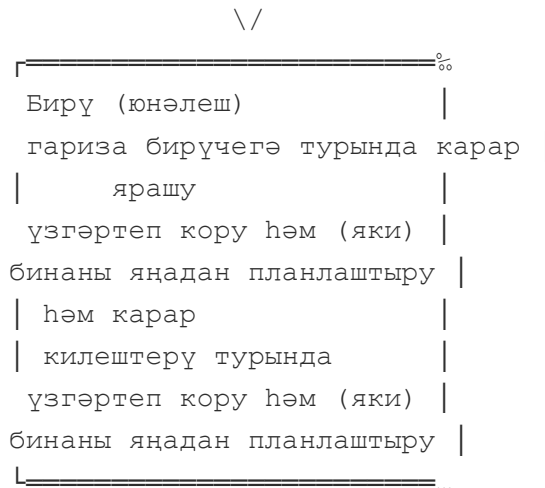 \/
┌════════════════════════‰
Бирү (юнәлеш) │
гариза бирүчегә турында карар
│ ярашу │
үзгәртеп кору һәм (яки) │
бинаны яңадан планлаштыру │
│ һәм карар │
│ килештерү турында │
үзгәртеп кору һәм (яки) │
бинаны яңадан планлаштыру │
└════════════════════════…